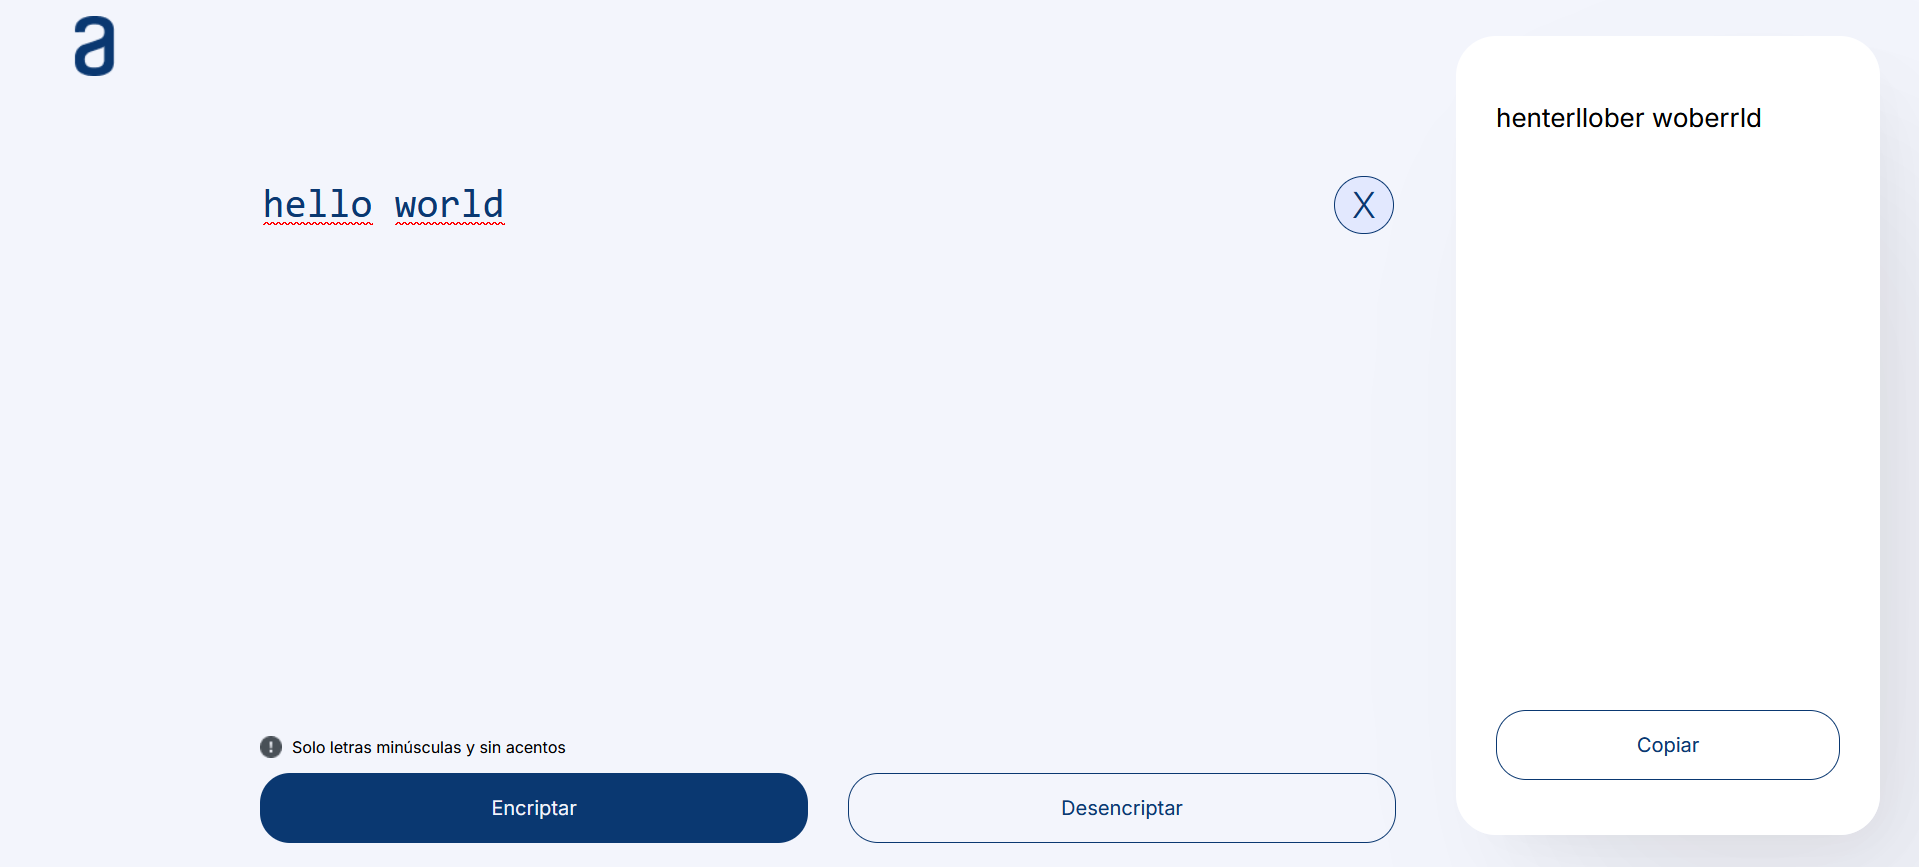 a
hello world
X
henterllober woberrld
Solo letras minúsculas y sin acentos
Encriptar
Desencriptar
Copiar